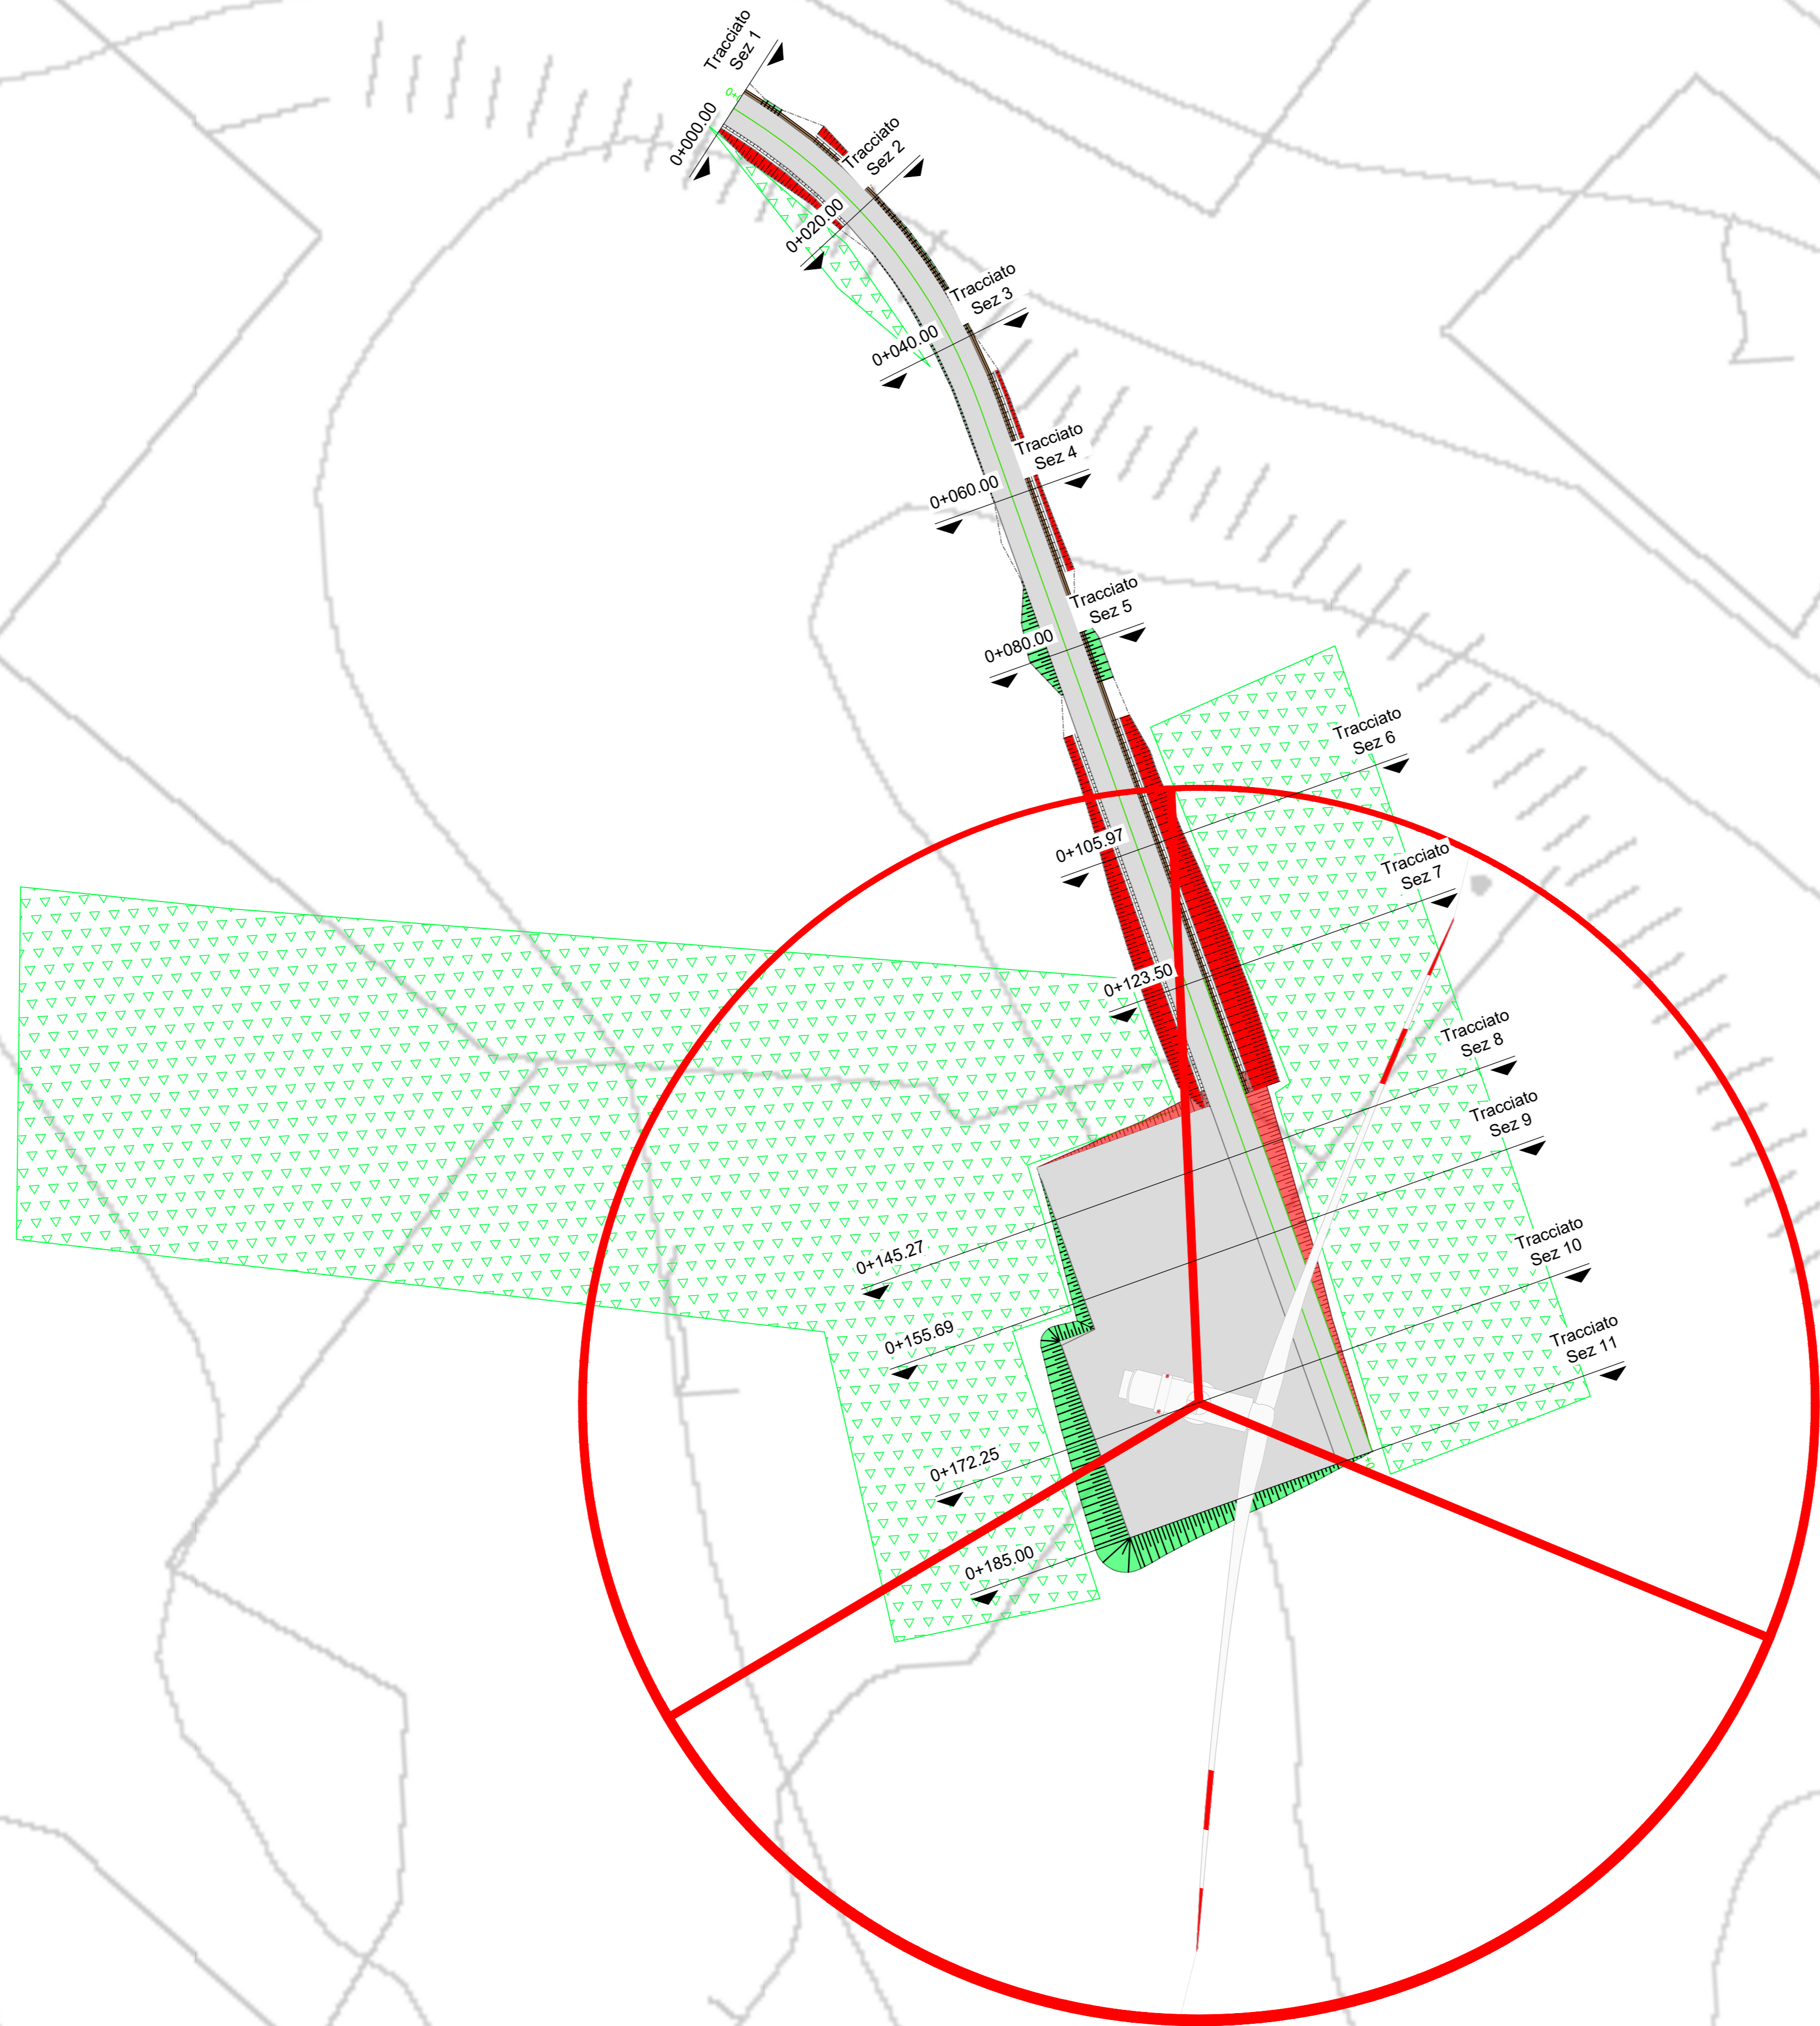 Tracciato
Sez 1
0+000.00
Tracciato
Sez 2
0+020.00
Tracciato
Sez 3
0+040.00
Tracciato
Sez 4
0+060.00
Tracciato
Sez 5
0+080.00
Tracciato
Sez 6
0+105.97
Tracciato
Sez 7
0+123.50
Tracciato
Sez 8
0+145.27
Tracciato
Sez 9
0+155.69
Tracciato
Sez 10
0+172.25
Tracciato
Sez 11
0+185.00